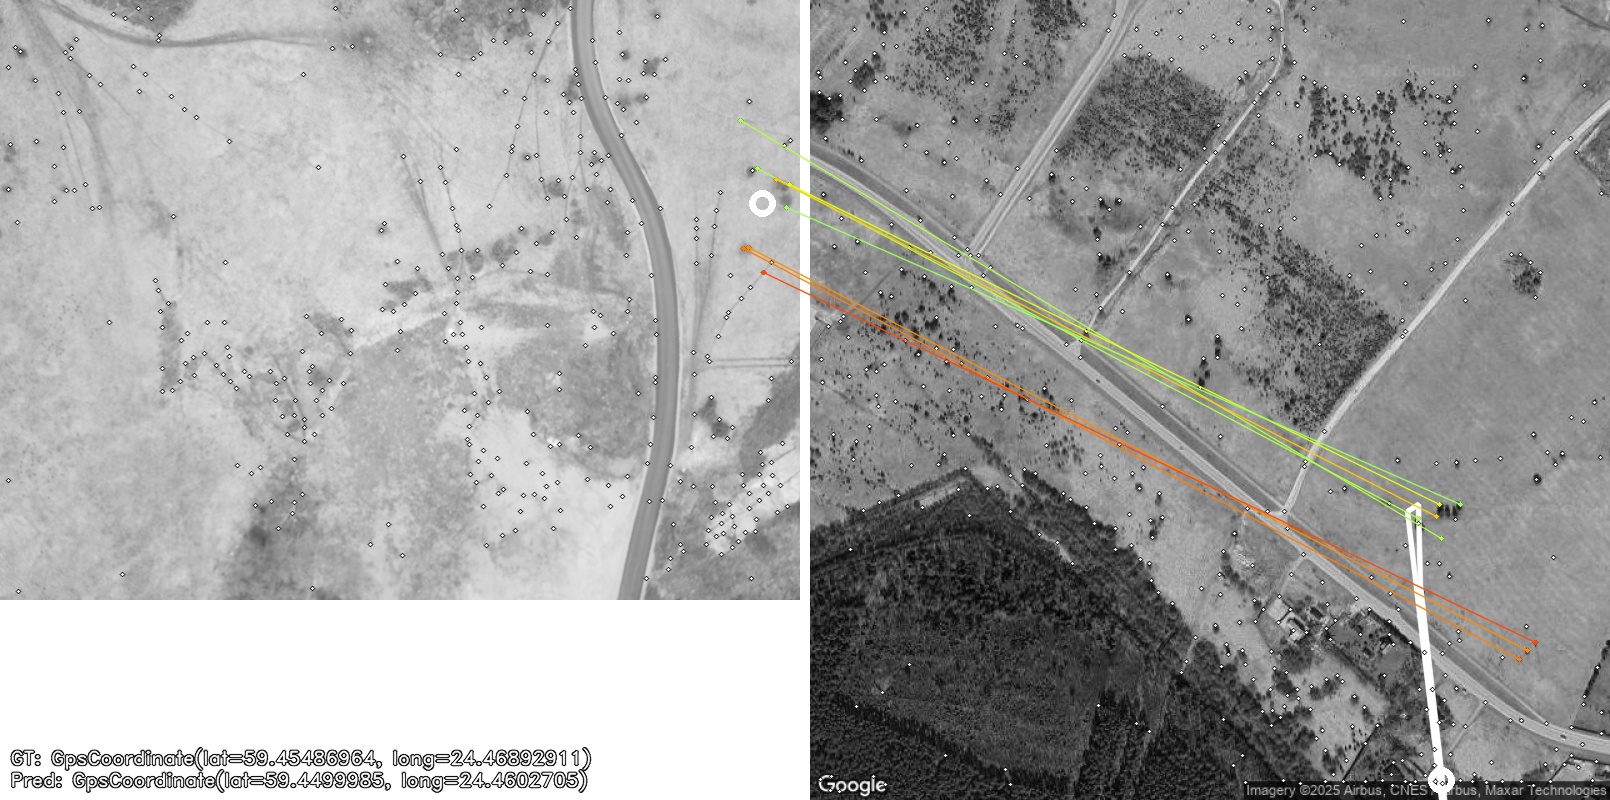 GT: GpsCoordinate(lat=59.45486964, long=24.46892911)
Pred: GpsCoordinate(lat=59.4499985, long=24.4602705)
Google
Imagery ©2025 Airbus, CNES / Airbus, Maxar Technologies